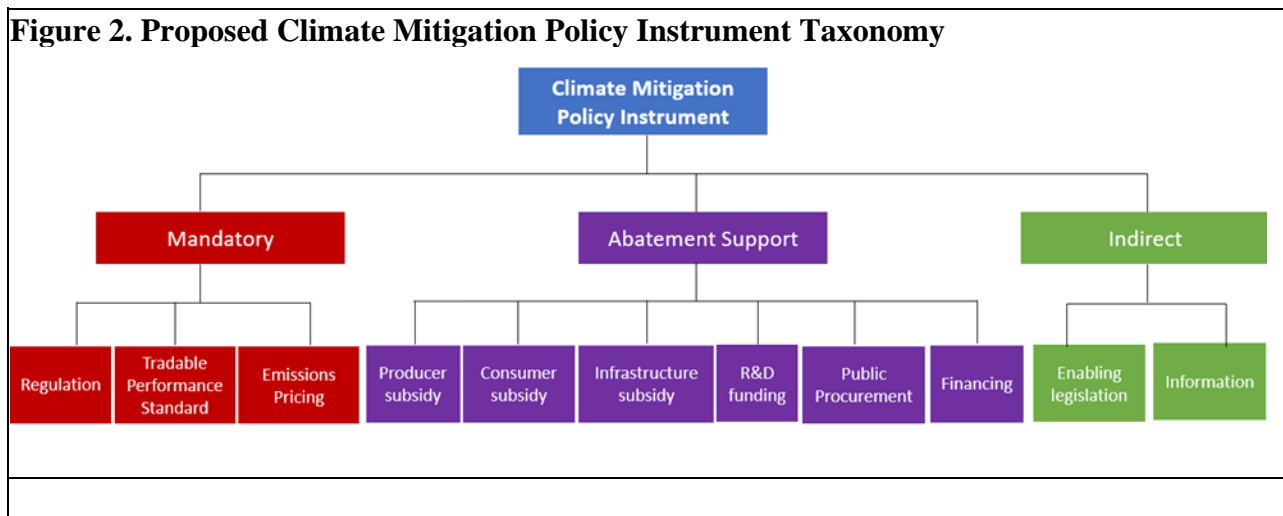 Figure 2. Proposed Climate Mitigation Policy Instrument Taxonomy
Climate Mitigation
Policy Instrument
Mandatory
Abatement Support
Indirect
Regulation
Tradable
Performance
Standard
Emissions
Pricing
Producer
subsidy
Consumer
subsidy
Infrastructure
subsidy
R&D
funding
Public
Procurement
Financing
Enabling
legislation
Information